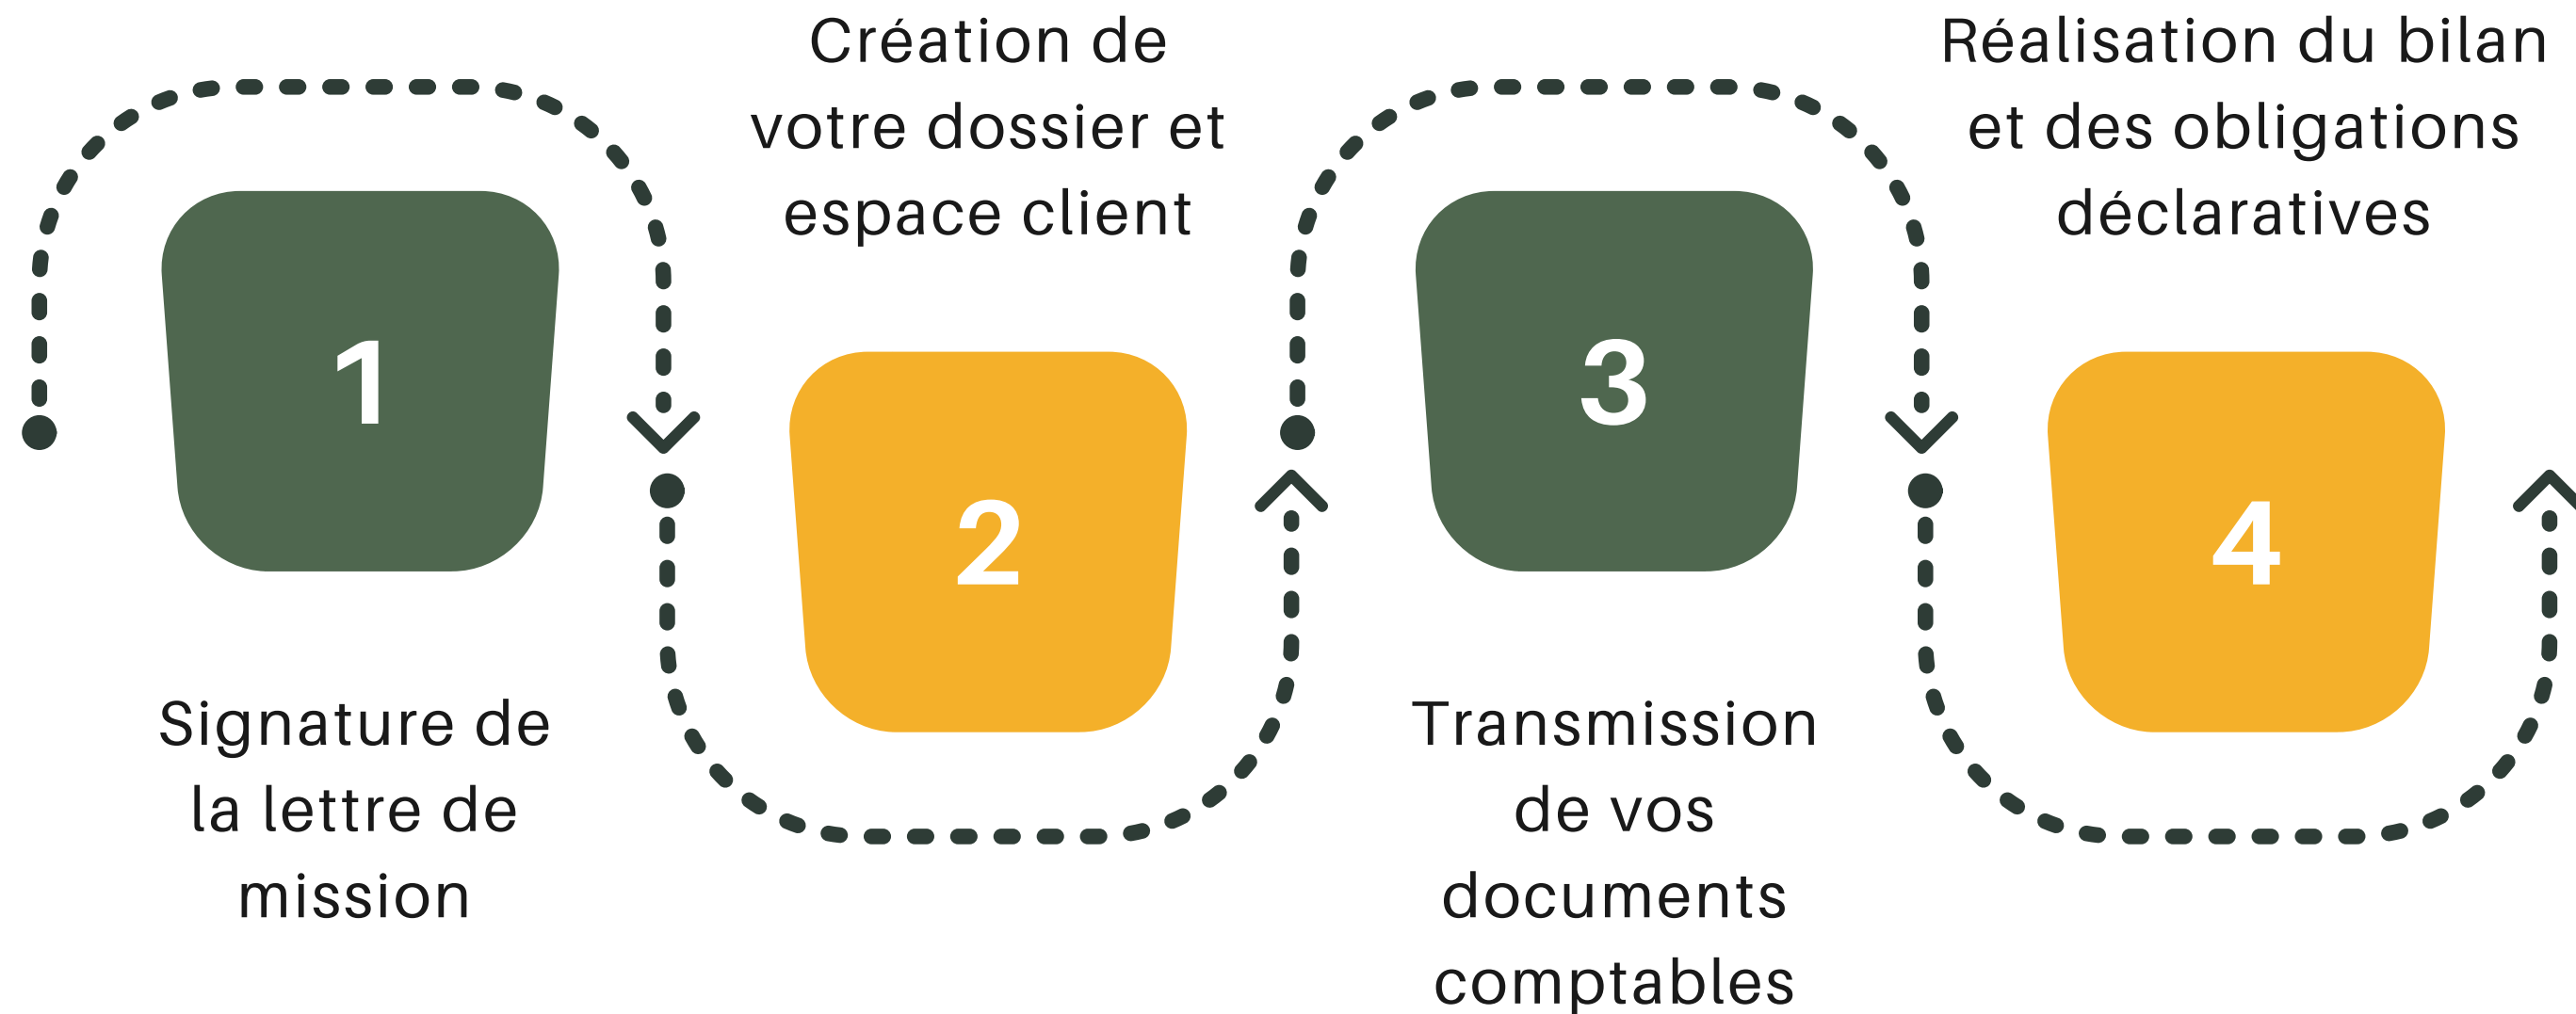 1
Signature de
la lettre de
mission
Création de
votre dossier et
espace client
2
3
Transmission
de vos
documents
comptables
Réalisation du bilan
et des obligations
déclaratives
4